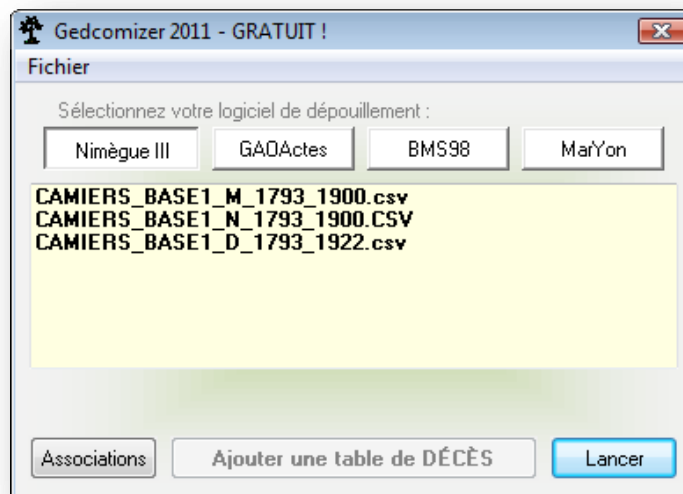 Gedcomizer 2011 - GRATUIT !
Fichier
Sélectionnez votre logiciel de dépouillement :
Nimègue III GAOActes BMS98 MarYon
CAMIERS_BASE1_M_1793_1900.csv
CAMIERS_BASE1_N_1793_1900.CSV
CAMIERS_BASE1_D_1793_1922.csv
Associations Ajouter une table de DÉCÈS Lancer